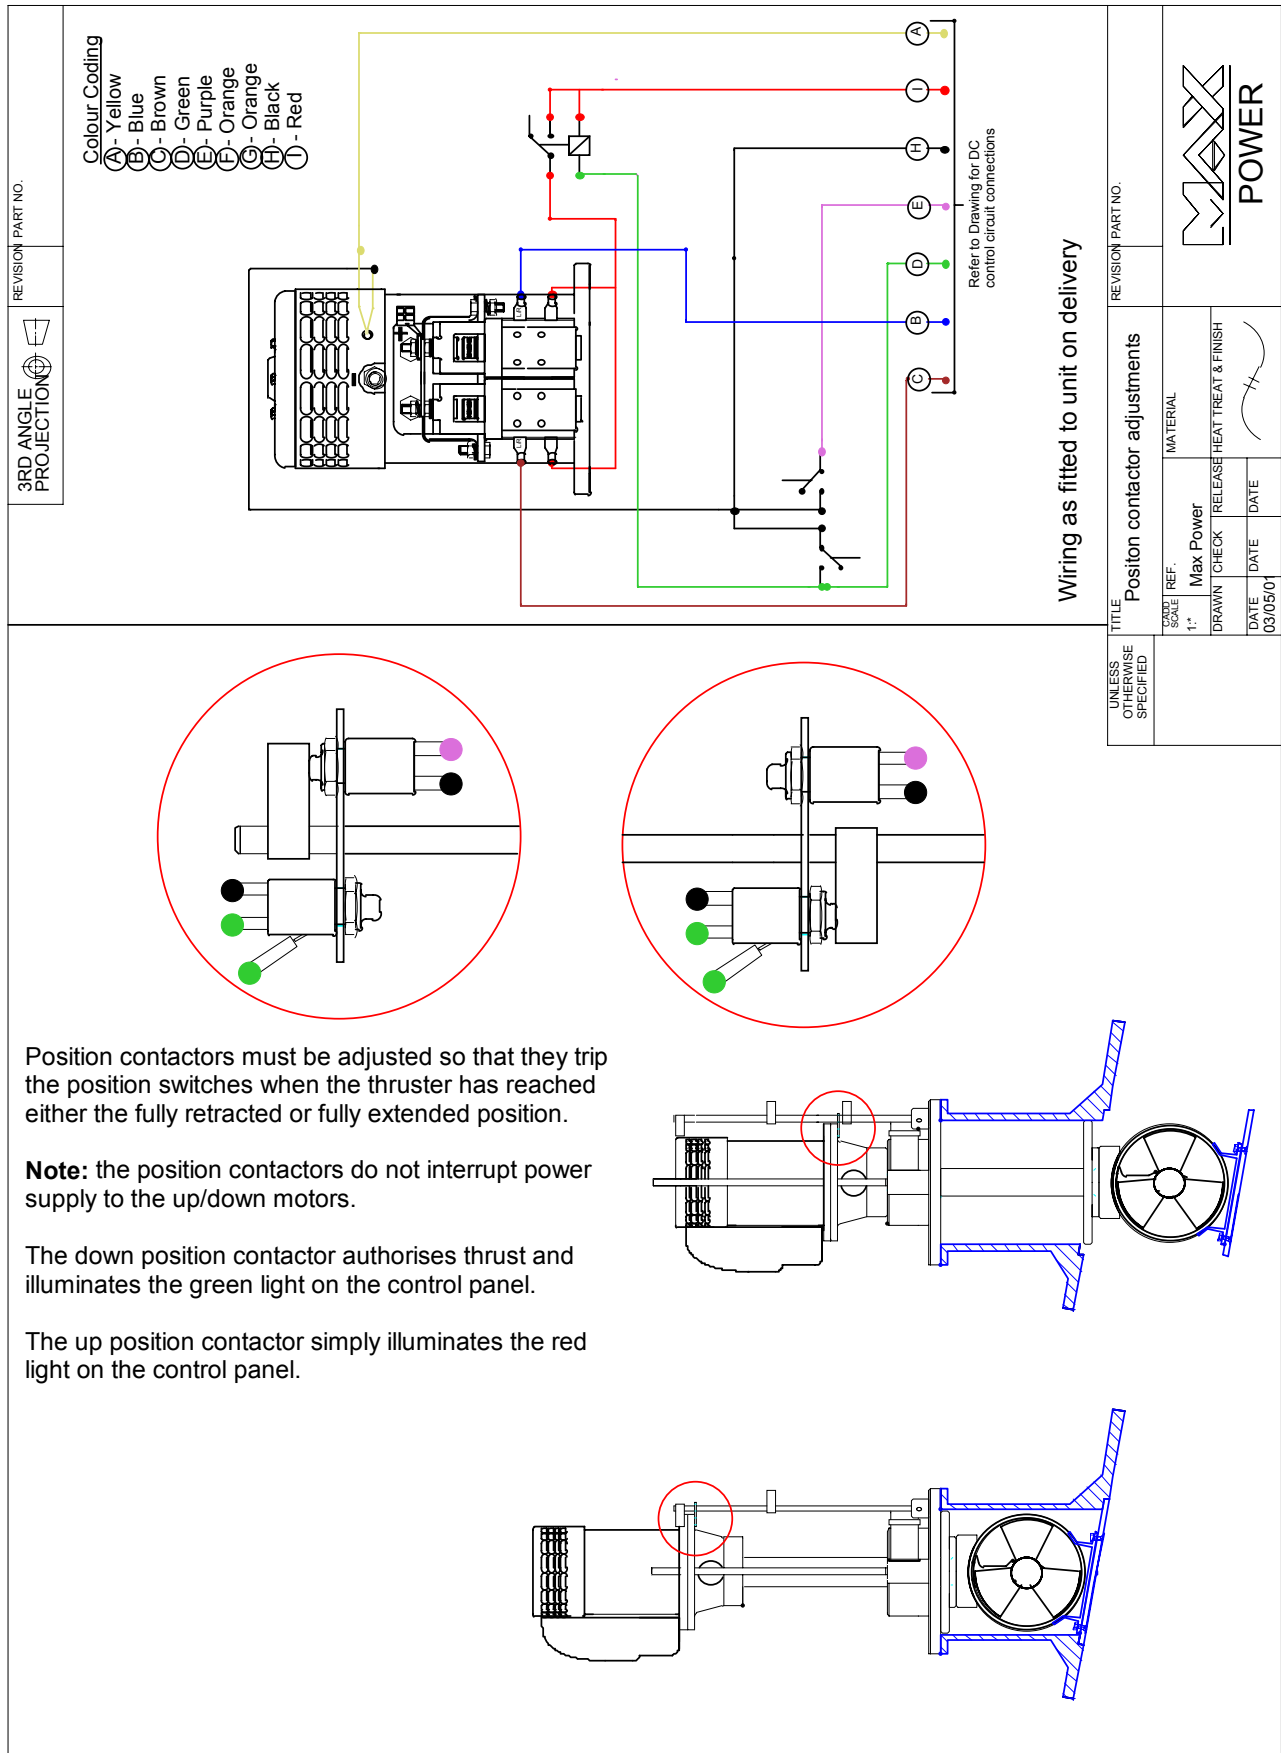 3RD ANGLE
PROJECTION
REVISION
PART NO.
Colour Coding
A - Yellow
B - Blue
C - Brown
D - Green
E - Purple
F - Orange
G - Orange
H - Black
I - Red
+
L.R
L.R
A
I
H
E
D
B
C
Refer to Drawing for DC
control circuit connections
Wiring as fitted to unit on delivery
UNLESS
OTHERWISE
SPECIFIED
TITLE
Positon contactor adjustments
REVISION
PART NO.
CADD
SCALE
1:*
REF.
Max Power
MATERIAL
DRAWN
CHECK
RELEASE
HEAT TREAT & FINISH
DATE
03/05/01
DATE
DATE
MAX
POWER
Position contactors must be adjusted so that they trip
the position switches when the thruster has reached
either the fully retracted or fully extended position.
Note: the position contactors do not interrupt power
supply to the up/down motors.
The down position contactor authorises thrust and
illuminates the green light on the control panel.
The up position contactor simply illuminates the red
light on the control panel.